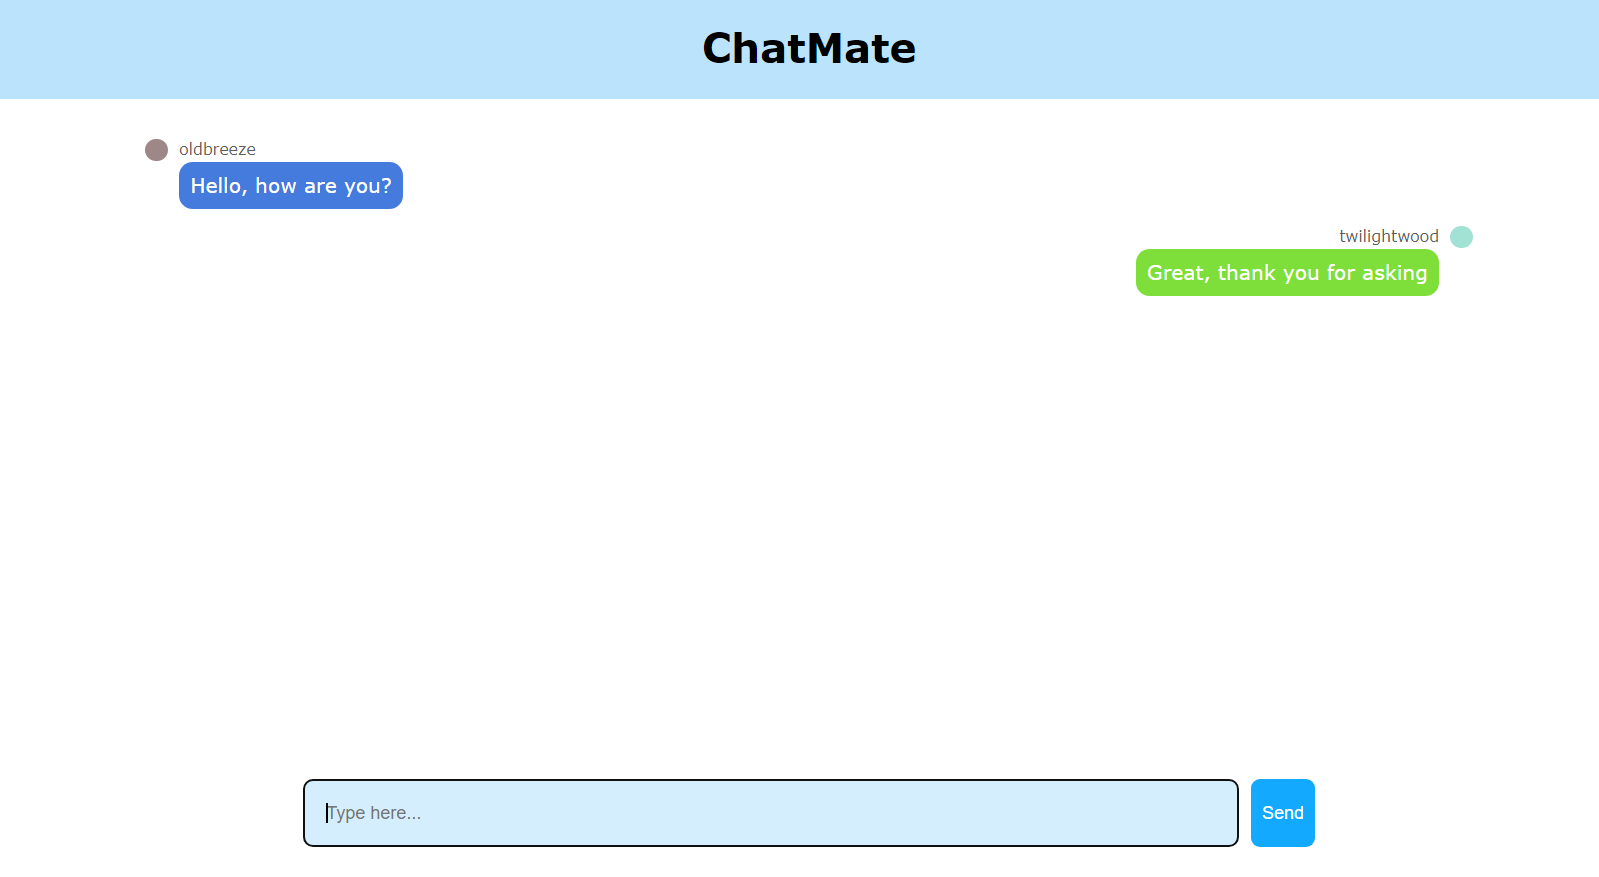 ChatMate
oldbreeze
Hello, how are you?
twilightwood
Great, thank you for asking
Type here...
Send